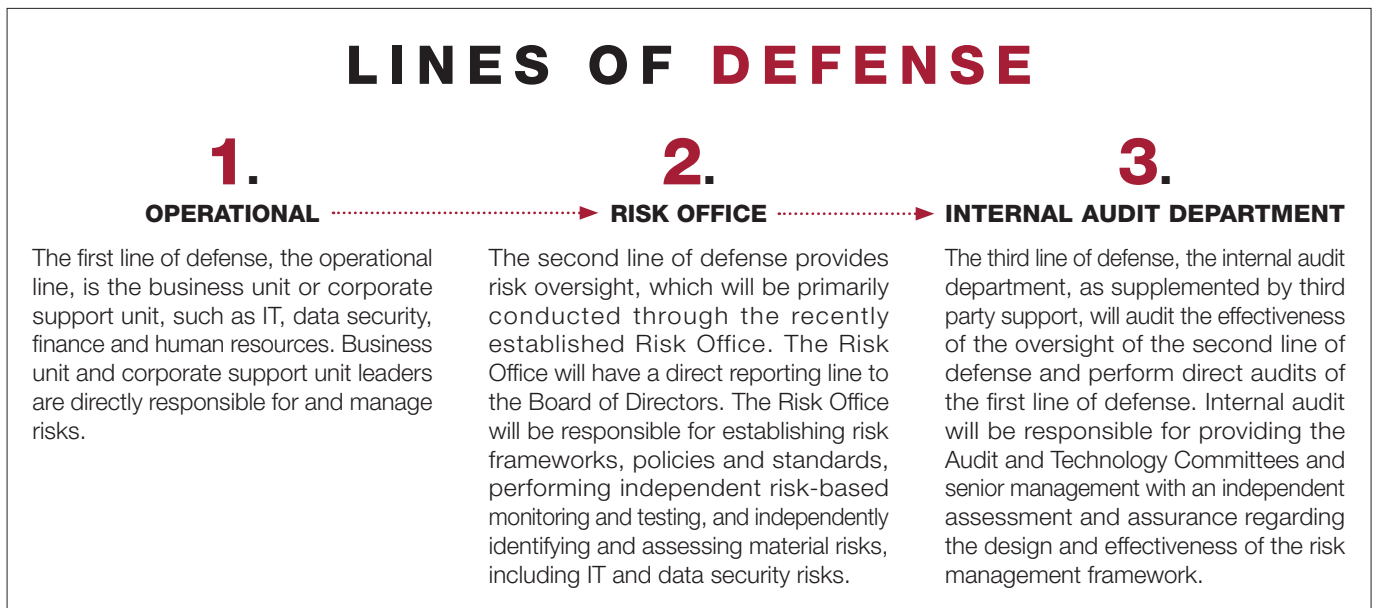 LINES OF DEFENSE
1.
OPERATIONAL
The first line of defense, the operational
line, is the business unit or corporate
support unit, such as IT, data security,
finance and human resources. Business
unit and corporate support unit leaders
are directly responsible for and manage
risks.
2.
RISK OFFICE
The second line of defense provides
risk oversight, which will be primarily
conducted through the recently
established Risk Office. The Risk
Office will have a direct reporting line to
the Board of Directors. The Risk Office
will be responsible for establishing risk
frameworks, policies and standards,
performing independent risk-based
monitoring and testing, and independently
identifying and assessing material risks,
including IT and data security risks.
3.
INTERNAL AUDIT DEPARTMENT
The third line of defense, the internal audit
department, as supplemented by third
party support, will audit the effectiveness
of the oversight of the second line of
defense and perform direct audits of
the first line of defense. Internal audit
will be responsible for providing the
Audit and Technology Committees and
senior management with an independent
assessment and assurance regarding
the design and effectiveness of the risk
management framework.